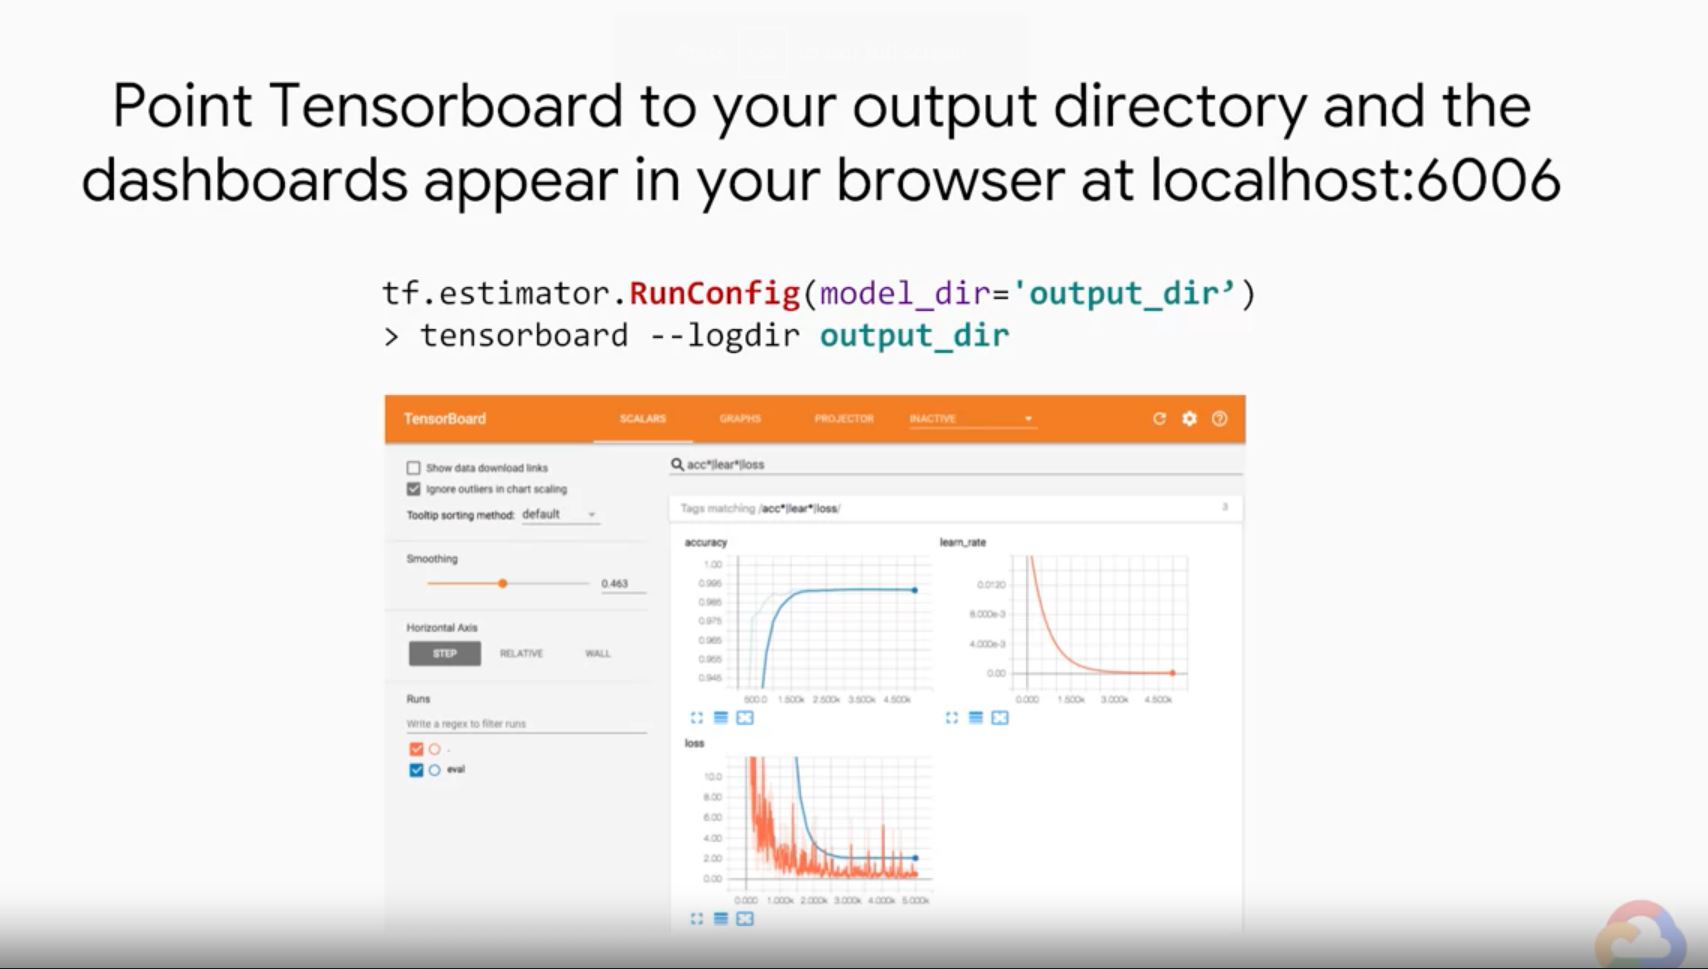 Point Tensorboard to your output directory and the
dashboards appear in your browser at localhost:6006
tf.estimator.RunConfig(model_dir='output_dir’)
> tensorboard --logdir output_dir
TensorBoard
SCALARS
GRAPHS
PROJECTOR
INACTIVE
Show data download links
Ignore outliers in chart scaling
Tooltip sorting method: default
Smoothing
0.463
Horizontal Axis
STEP
RELATIVE
WALL
Runs
Write a regex to filter runs
.
eval
acc*|lear*|loss
Tags matching /acc*|lear*|loss/
3
accuracy
1.00
0.995
0.985
0.975
0.965
0.955
0.945
500.0 1.500k 2.500k 3.500k 4.500k
learn_rate
0.0120
8.000e-3
4.000e-3
0.00
0.000 1.500k 3.000k 4.500k
loss
10.0
8.00
6.00
4.00
2.00
0.00
0.000 1.000k 2.000k 3.000k 4.000k 5.000k